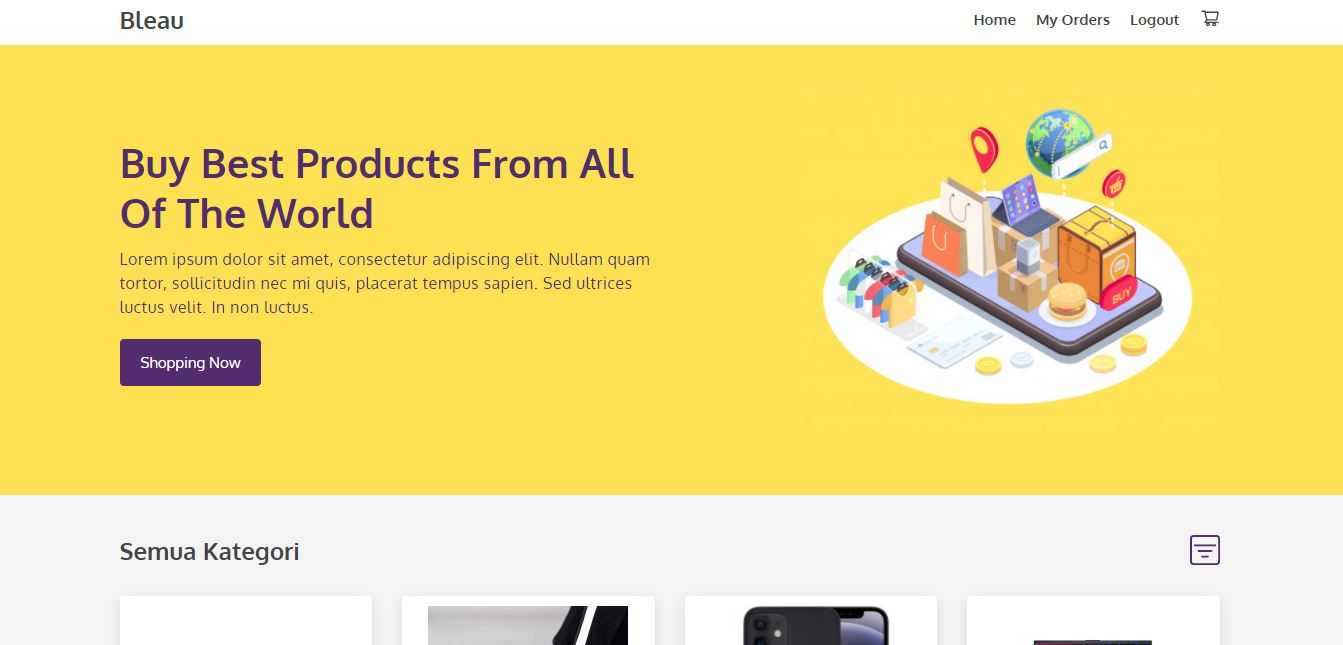 Bleau
Home My Orders Logout
Buy Best Products From All
Of The World
Lorem ipsum dolor sit amet, consectetur adipiscing elit. Nullam quam
tortor, sollicitudin nec mi quis, placerat tempus sapien. Sed ultrices
luctus velit. In non luctus.
Shopping Now
BUY
Semua Kategori